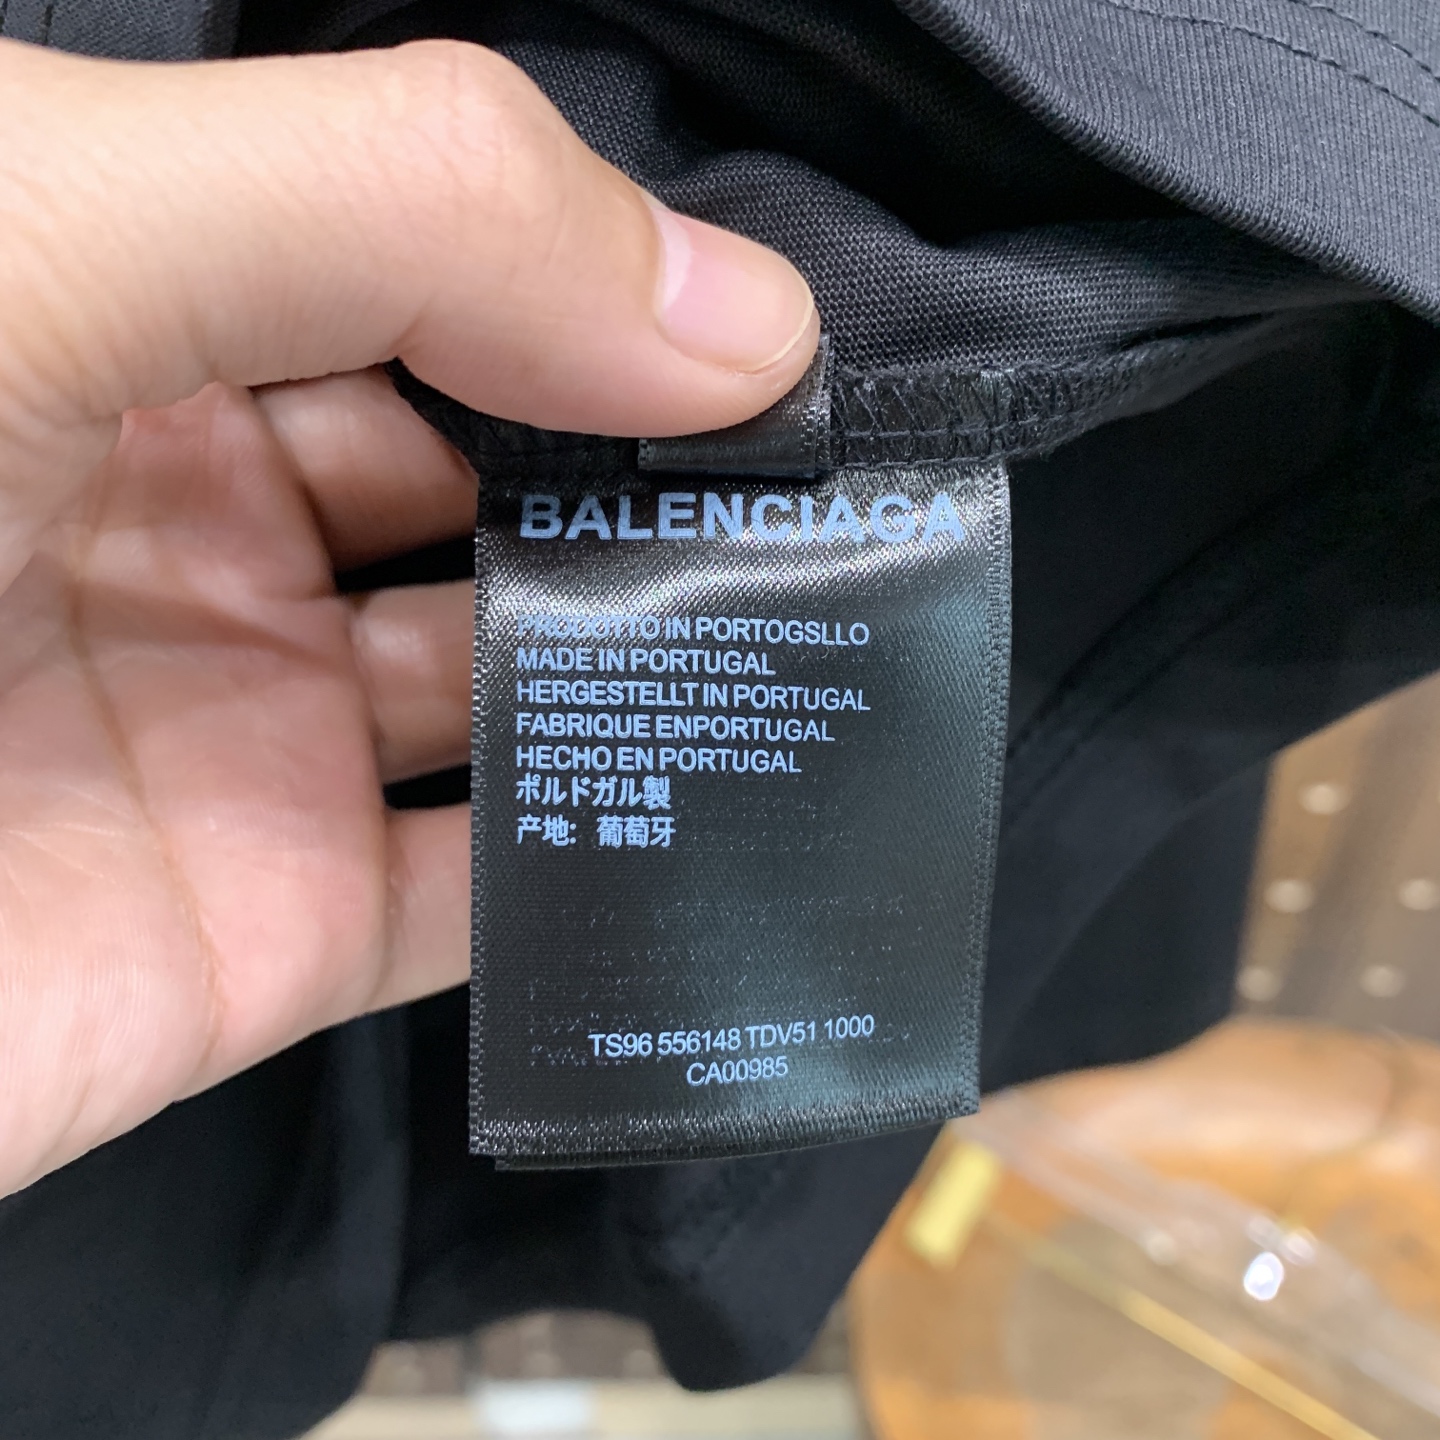 BALENCIAGA
PRODOTTO IN PORTOGSLLO
MADE IN PORTUGAL
HERGESTELLT IN PORTUGAL
FABRIQUE ENPORTUGAL
HECHO EN PORTUGAL
ポルドガル製
产地: 葡萄牙
TS96 556148 TDV51 1000
CA00985